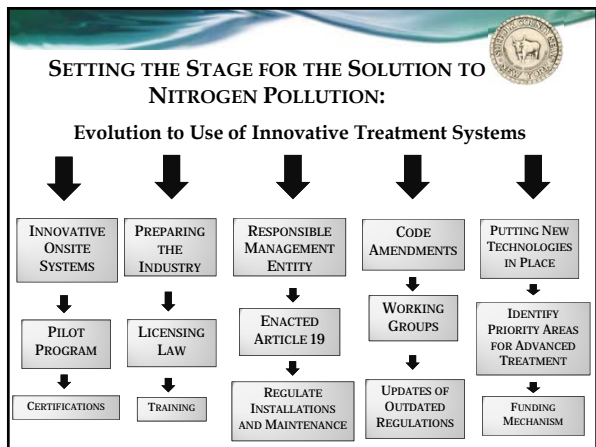 SETTING THE STAGE FOR THE SOLUTION TO
NITROGEN POLLUTION:
Evolution to Use of Innovative Treatment Systems
INNOVATIVE
ONSITE
SYSTEMS
PILOT
PROGRAM
CERTIFICATIONS
PREPARING
THE
INDUSTRY
LICENSING
LAW
TRAINING
RESPONSIBLE
MANAGEMENT
ENTITY
ENACTED
ARTICLE 19
REGULATE
INSTALLATIONS
AND MAINTENANCE
CODE
AMENDMENTS
WORKING
GROUPS
UPDATES OF
OUTDATED
REGULATIONS
PUTTING NEW
TECHNOLOGIES
IN PLACE
IDENTIFY
PRIORITY AREAS
FOR ADVANCED
TREATMENT
FUNDING
MECHANISM